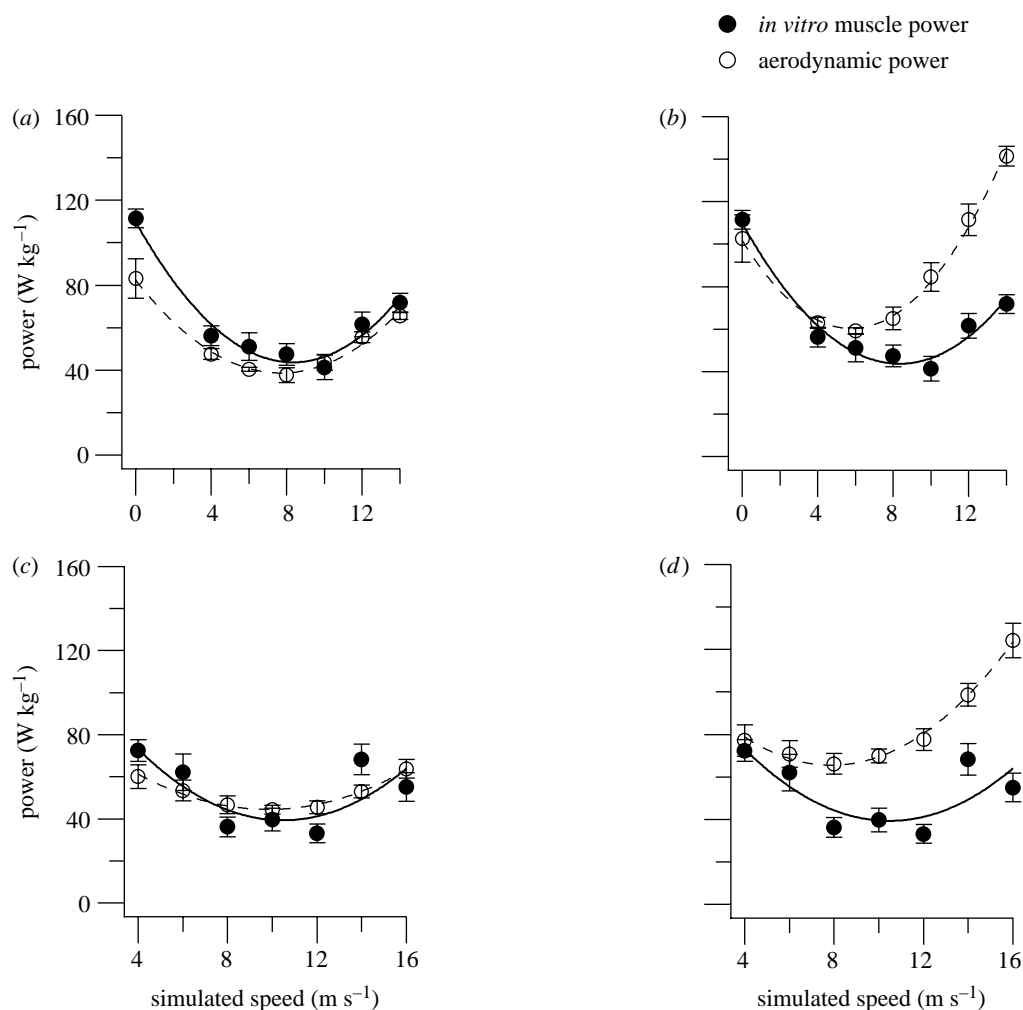 in vitro muscle power
aerodynamic power
(a)
160
120
80
40
0
power (W kg⁻¹)
0 4 8 12
(b)
0 4 8 12
(c)
160
120
80
40
0
power (W kg⁻¹)
4 8 12 16
simulated speed (m s⁻¹)
(d)
4 8 12 16
simulated speed (m s⁻¹)